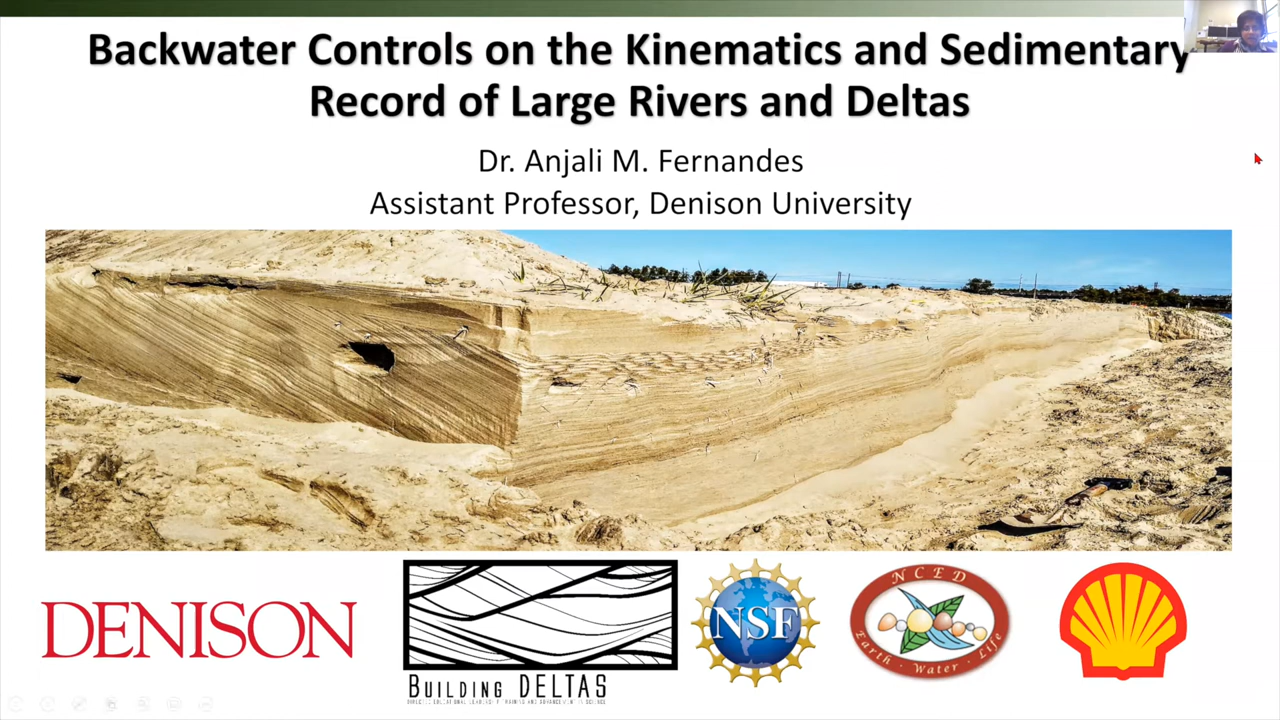 Backwater Controls on the Kinematics and Sedimentary
Record of Large Rivers and Deltas
Dr. Anjali M. Fernandes
Assistant Professor, Denison University
DENISON
BUILDING DELTAS
NSF
NCED
Earth · Water · Life